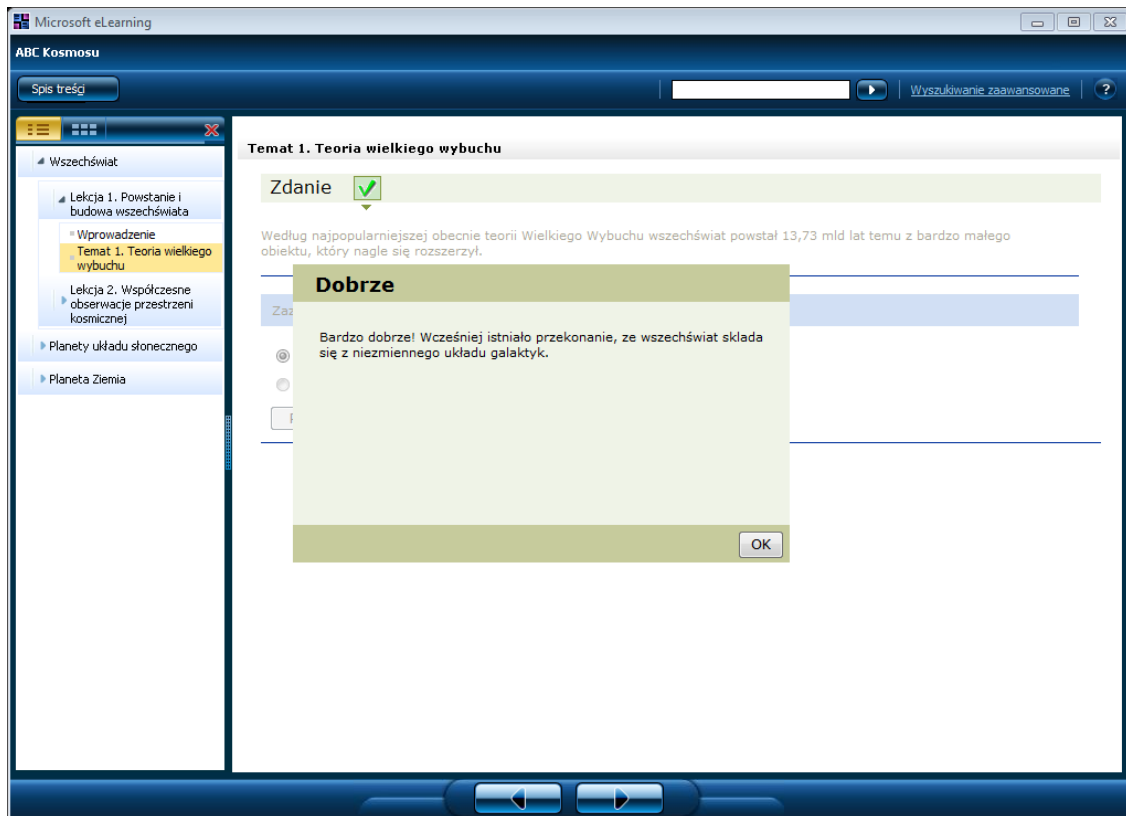 Microsoft eLearning
ABC Kosmosu
Spis treści
Wyszukiwanie zaawansowane
?
Wszechświat
Lekcja 1. Powstanie i
budowa wszechświata
Wprowadzenie
Temat 1. Teoria wielkiego
wybuchu
Lekcja 2. Współczesne
obserwacje przestrzeni
kosmicznej
Planety układu słonecznego
Planeta Ziemia
Temat 1. Teoria wielkiego wybuchu
Zdanie
Według najpopularniejszej obecnie teorii Wielkiego Wybuchu wszechświat powstał 13,73 mld lat temu z bardzo małego
obiektu, który nagle się rozszerzył.
Dobrze
Bardzo dobrze! Wcześniej istniało przekonanie, ze wszechświat sklada
się z niezmiennego układu galaktyk.
OK